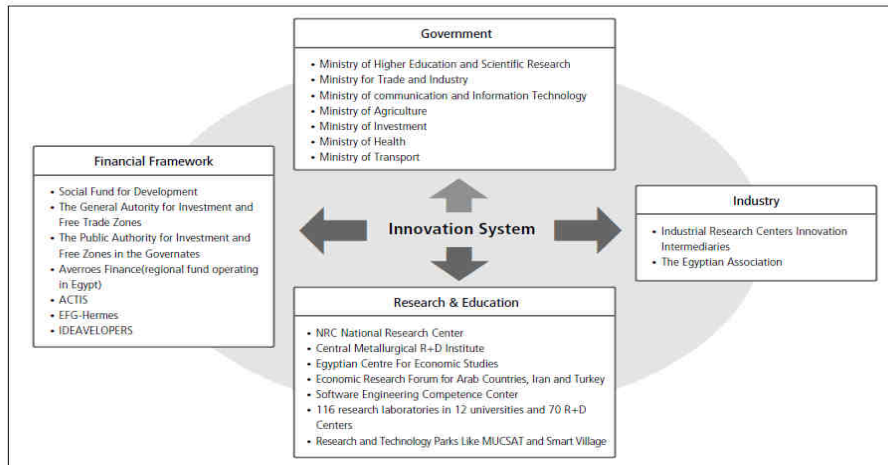 Government
• Ministry of Higher Education and Scientific Research
• Ministry for Trade and Industry
• Ministry of communication and Information Technology
• Ministry of Agriculture
• Ministry of Investment
• Ministry of Health
• Ministry of Transport
Financial Framework
• Social Fund for Development
• The General Autority for Investment and
Free Trade Zones
• The Public Authority for Investment and
Free Zones in the Governates
• Averroes Finance(regional fund operating
in Egypt)
• ACTIS
• EFG-Hermes
• IDEAVELOPERS
Innovation System
Industry
• Industrial Research Centers Innovation
Intermediaries
• The Egyptian Association
Research & Education
• NRC National Research Center
• Central Metallurgical R+D Institute
• Egyptian Centre For Economic Studies
• Economic Research Forum for Arab Countries, Iran and Turkey
• Software Engineering Competence Conter
• 116 research laboratories in 12 universities and 70 R+D
Centers
• Research and Technology Parks Like MUCSAT and Smart Village